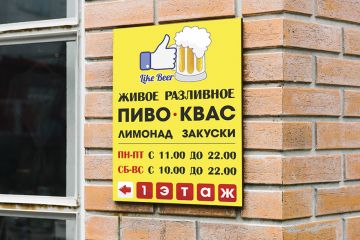 Like Beer
ЖИВОЕ РАЗЛИВНОЕ
ПИВО • КВАС
ЛИМОНАД ЗАКУСКИ
ПН-ПТ С 11.00 ДО 22.00
СБ-ВС С 10.00 ДО 22.00
← 1 ЭТАЖ